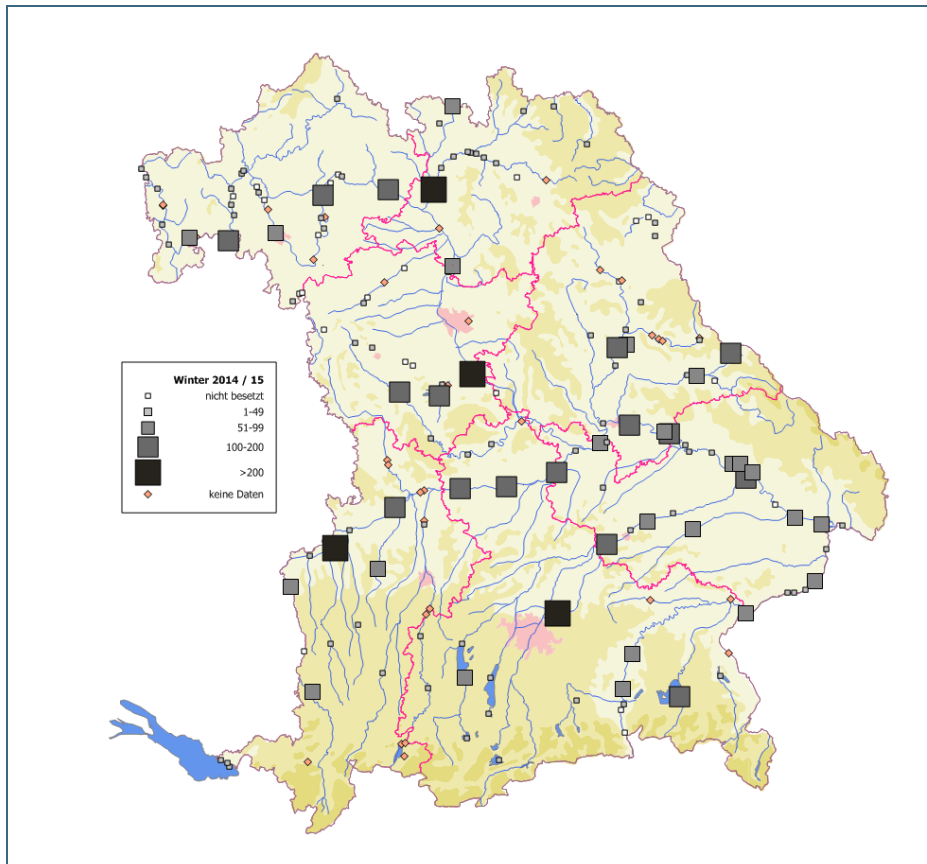 Winter 2014 / 15
nicht besetzt
1-49
51-99
100-200
>200
keine Daten